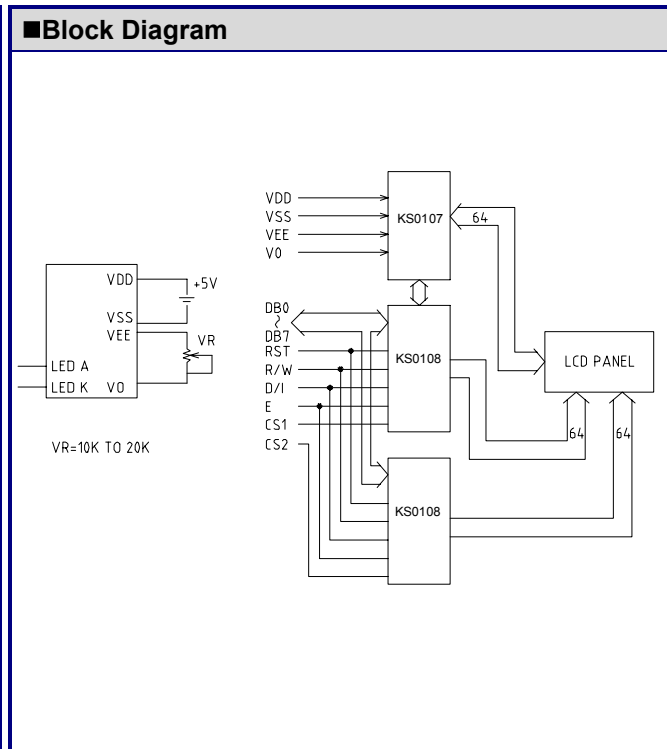 ■Block Diagram
VDD
+5V
VSS
VEE
VR
LED A
LED K
V0
VR=10K TO 20K
VDD
VSS
VEE
V0
KS0107
64
DB0
~
DB7
RST
R/W
D/I
E
CS1
CS2
KS0108
LCD PANEL
64
64
KS0108